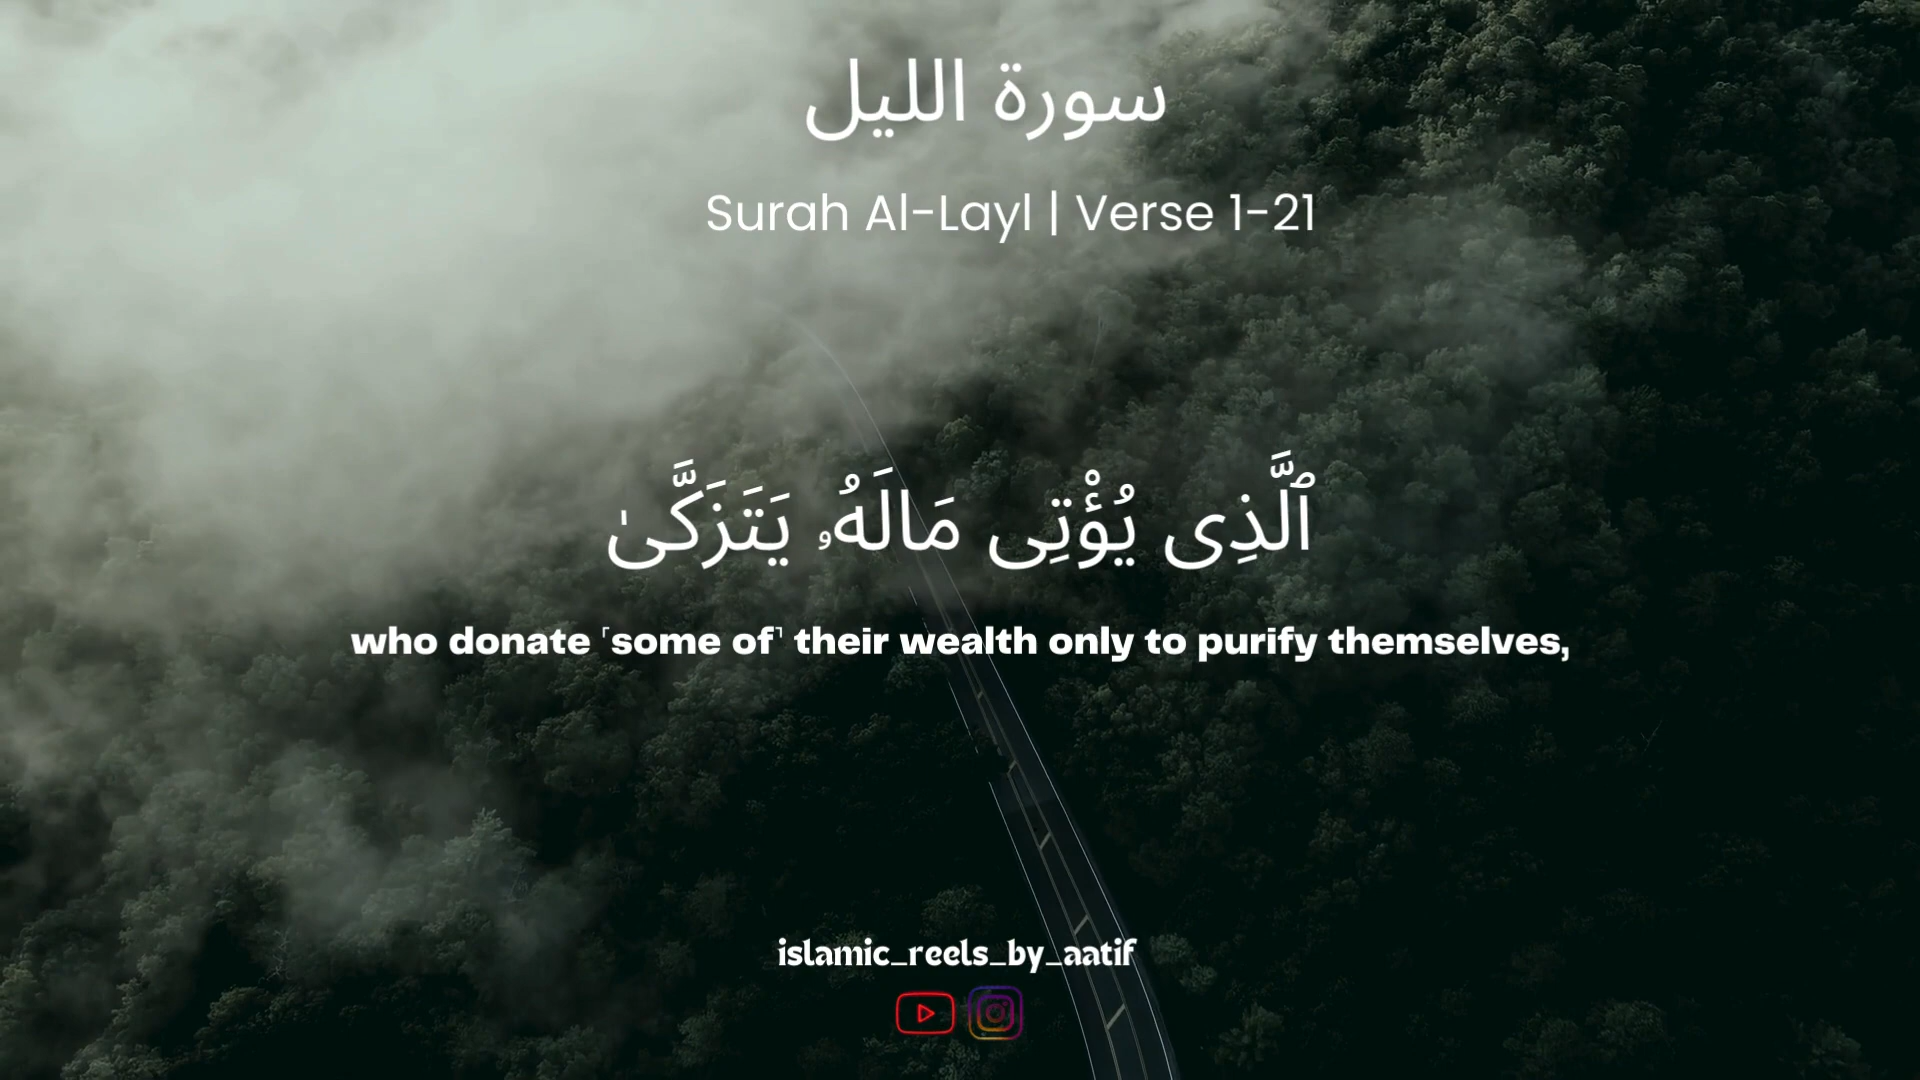 سورة الليل
Surah Al-Layl | Verse 1-21
ٱلَّذِى يُؤْتِى مَالَهُۥ يَتَزَكَّىٰ
who donate ˹some of˺ their wealth only to purify themselves,
islamic_reels_by_aatif